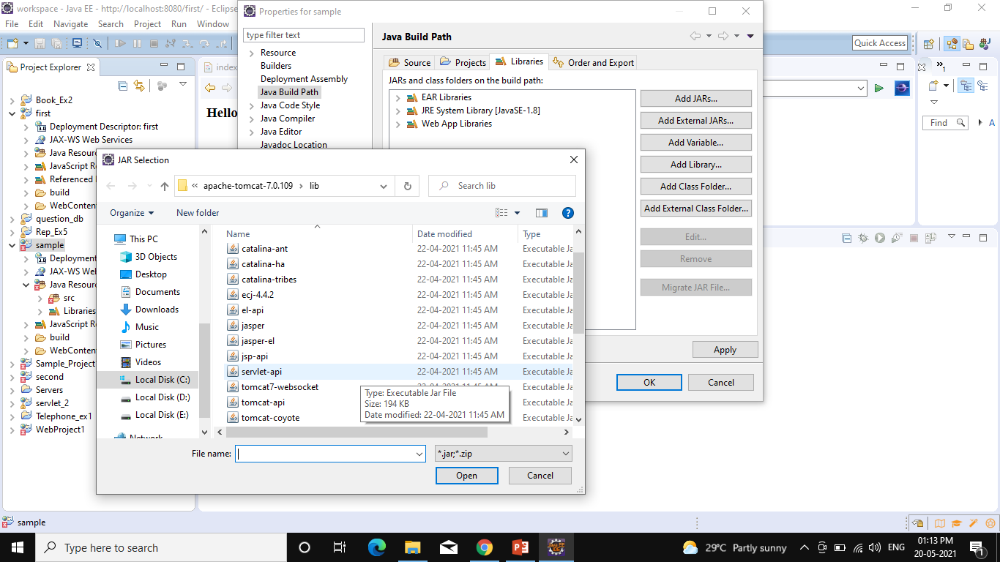 workspace - Java EE - http://localhost:8080/first/ - Eclipse
File Edit Navigate Search Project Run Window
Quick Access
Project Explorer
Book_Ex2
first
Deployment Descriptor: first
JAX-WS Web Services
Java Resour
JavaScript R
Referenced
build
WebContent
question_db
Rep_Ex5
sample
Deployment
JAX-WS Web
Java Resour
src
Libraries
JavaScript R
build
WebContent
Sample_Project
second
Servers
servlet_2
Telephone_ex1
WebProject1
index
Hello
Properties for sample
type filter text
Resource
Builders
Deployment Assembly
Java Build Path
Java Code Style
Java Compiler
Java Editor
Javadoc Location
Java Build Path
Source Projects Libraries Order and Export
JARs and class folders on the build path:
EAR Libraries
JRE System Library [JavaSE-1.8]
Web App Libraries
Add JARs...
Add External JARs...
Add Variable...
Add Library...
Add Class Folder...
Add External Class Folder...
Edit...
Remove
Migrate JAR File...
Apply
OK Cancel
1
Find A
JAR Selection
« apache-tomcat-7.0.109 › lib
Search lib
Organize New folder
This PC
3D Objects
Desktop
Documents
Downloads
Music
Pictures
Videos
Local Disk (C:)
Local Disk (D:)
Local Disk (E:)
Network
Name Date modified Type
catalina-ant 22-04-2021 11:45 AM Executable Ja
catalina-ha 22-04-2021 11:45 AM Executable Ja
catalina-tribes 22-04-2021 11:45 AM Executable Ja
ecj-4.4.2 22-04-2021 11:45 AM Executable Ja
el-api 22-04-2021 11:45 AM Executable Ja
jasper 22-04-2021 11:45 AM Executable Ja
jasper-el 22-04-2021 11:45 AM Executable Ja
jsp-api 22-04-2021 11:45 AM Executable Ja
servlet-api 22-04-2021 11:45 AM Executable Ja
tomcat7-websocket 22-04-2021 11:45 AM Executable Ja
tomcat-api Executable Ja
tomcat-coyote Executable Ja
Type: Executable Jar File
Size: 194 KB
Date modified: 22-04-2021 11:45 AM
File name: *.jar;*.zip
Open Cancel
sample
Type here to search
29°C Partly sunny
ENG
01:13 PM
20-05-2021
1